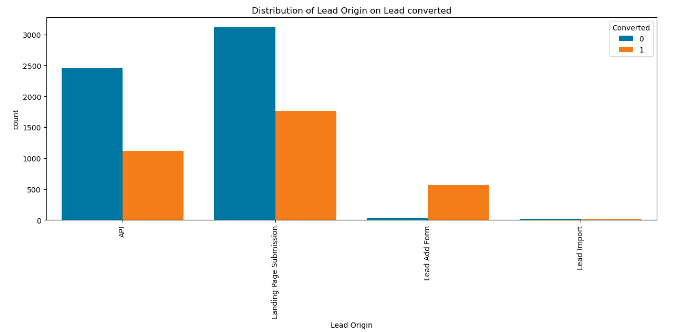 Distribution of Lead Origin on Lead converted
Converted
0
1
3000
2500
2000
1500
1000
500
0
count
API
Landing Page Submission
Lead Add Form
Lead Import
Lead Origin